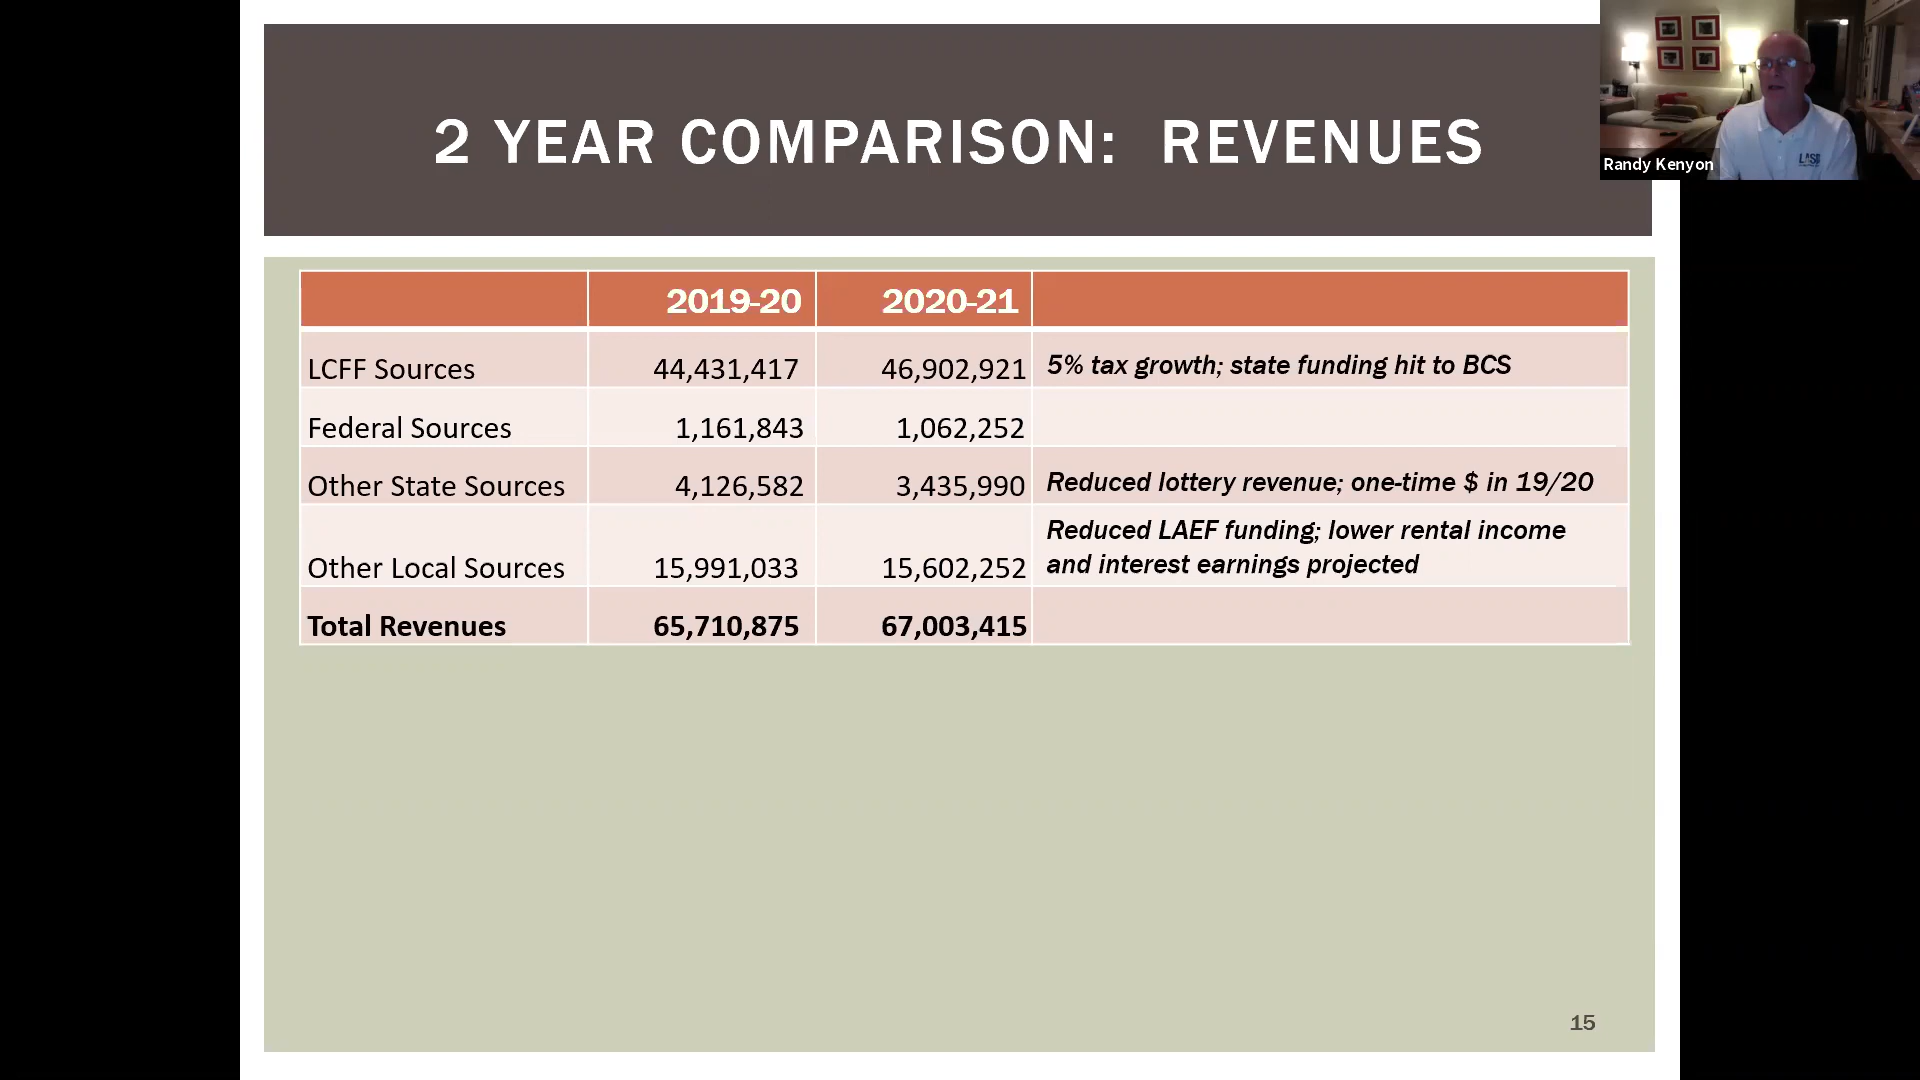 2 YEAR COMPARISON: REVENUES
Randy Kenyon
2019-20 2020-21
LCFF Sources 44,431,417 46,902,921 5% tax growth; state funding hit to BCS
Federal Sources 1,161,843 1,062,252
Other State Sources 4,126,582 3,435,990 Reduced lottery revenue; one-time $ in 19/20
Other Local Sources 15,991,033 15,602,252 Reduced LAEF funding; lower rental income
and interest earnings projected
Total Revenues 65,710,875 67,003,415
15